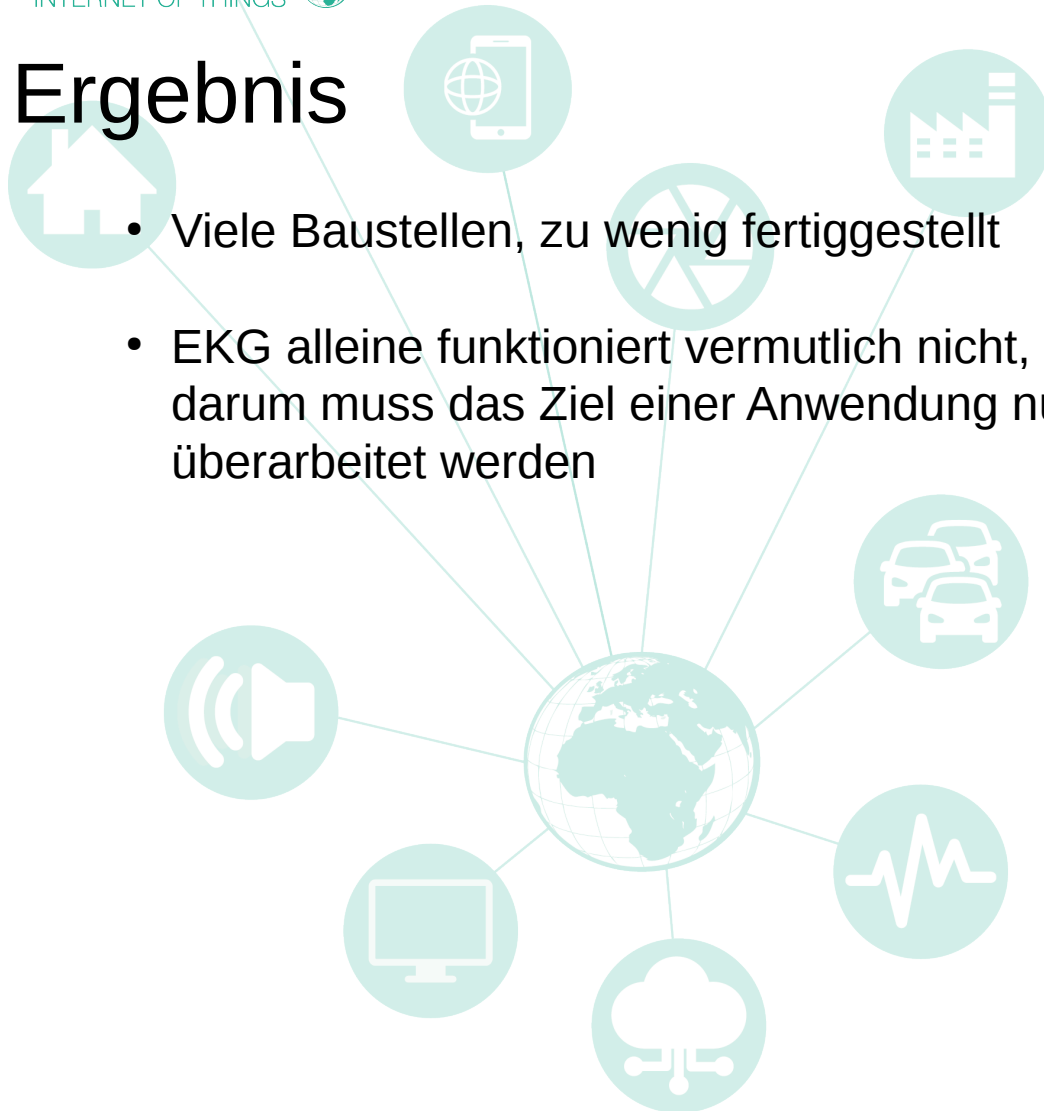 INTERNET OF THINGS
Ergebnis
• Viele Baustellen, zu wenig fertiggestellt
• EKG alleine funktioniert vermutlich nicht,
darum muss das Ziel einer Anwendung
überarbeitet werden